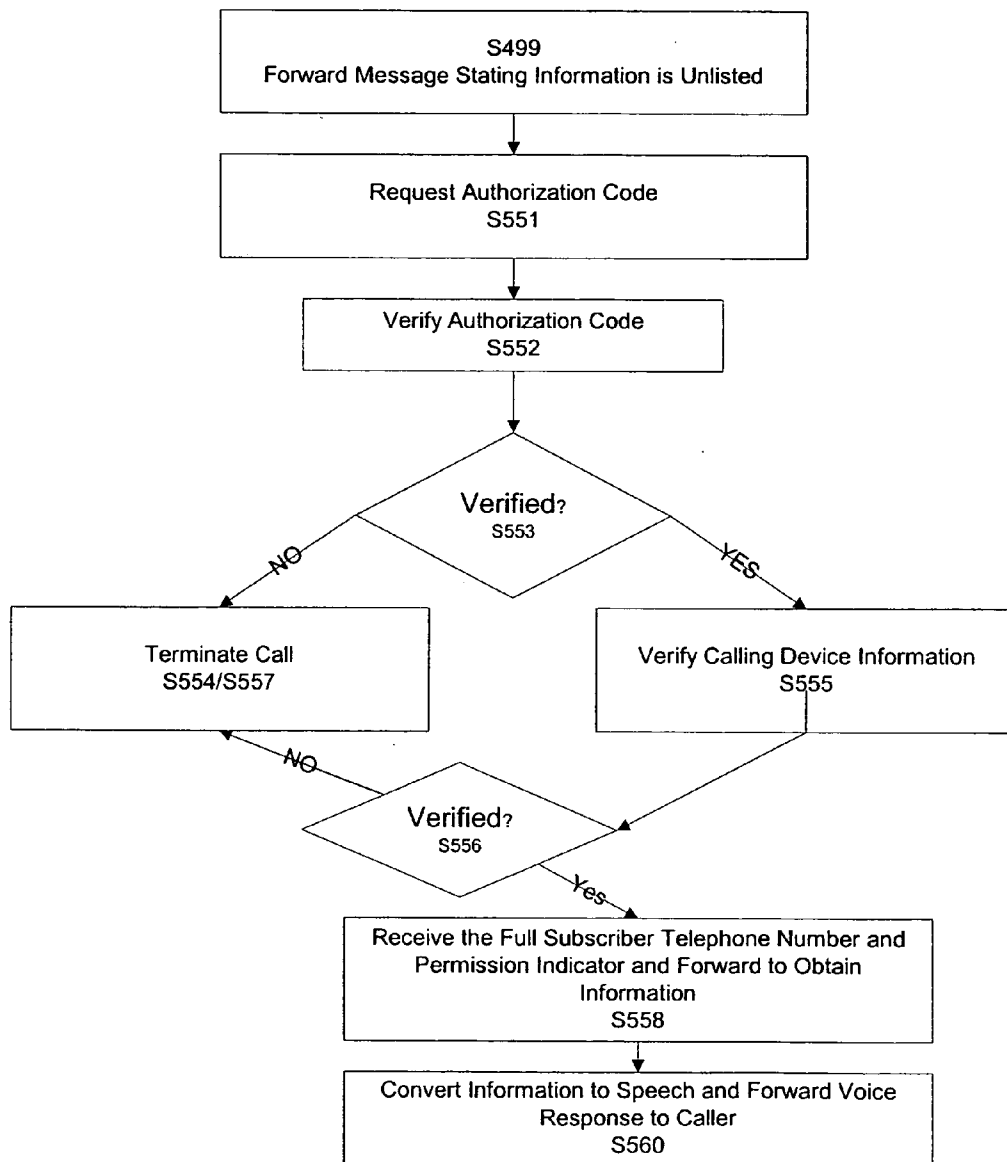 S499
Forward Message Stating Information is Unlisted
Request Authorization Code
S551
Verify Authorization Code
S552
Verified?
S553
NO
YES
Terminate Call
S554/S557
Verify Calling Device Information
S555
NO
Verified?
S556
Yes
Receive the Full Subscriber Telephone Number and
Permission Indicator and Forward to Obtain
Information
S558
Convert Information to Speech and Forward Voice
Response to Caller
S560